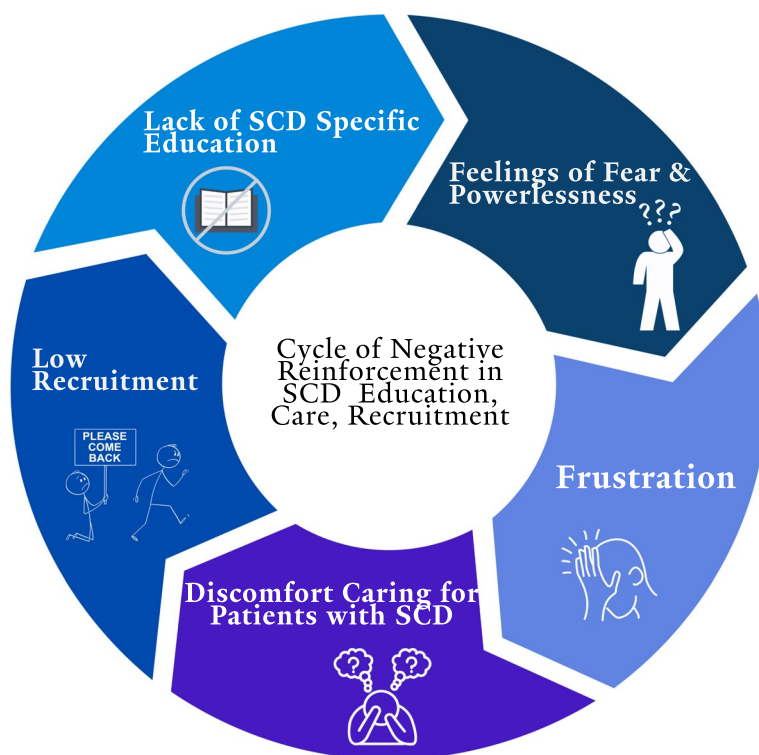 Lack of SCD Specific
Education
Feelings of Fear &
Powerlessness
???
Frustration
Discomfort Caring for
Patients with SCD
? ?
Low
Recruitment
PLEASE
COME
BACK
Cycle of Negative
Reinforcement in
SCD Education,
Care, Recruitment